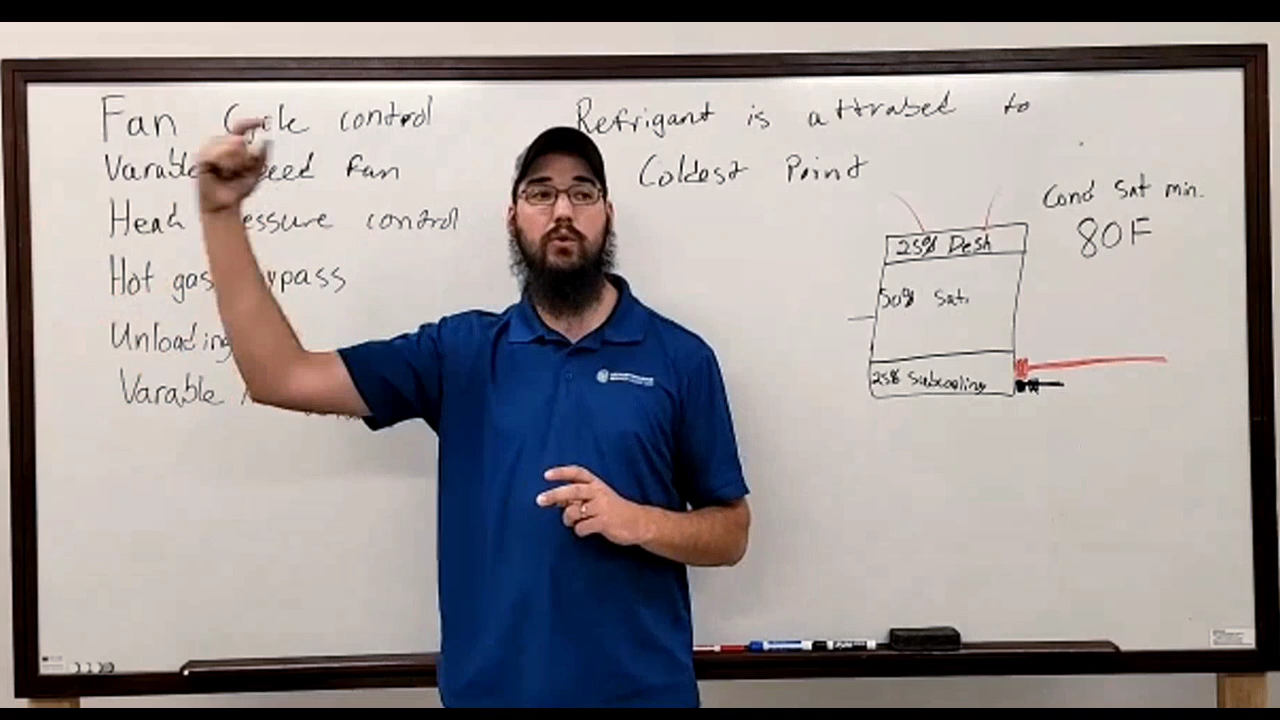 Fan Cycle control
Varable Speed fan
Head pressure control
Hot gas bypass
Unloading
Varable
Refrigant is attrabed to
Coldest Point
Cond Sat min.
80F
25% Desh
50% Sat.
25% Subcooling